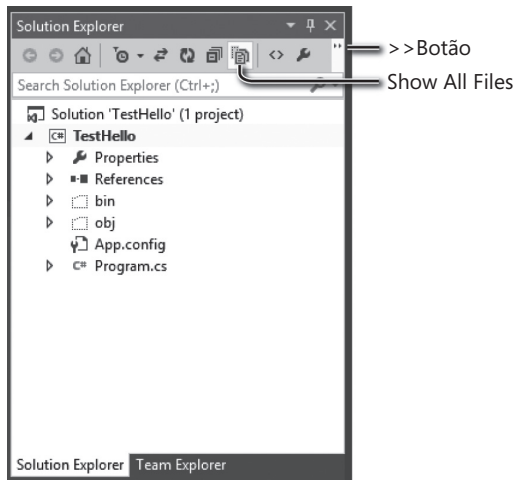 Solution Explorer
>>Botão
Search Solution Explorer (Ctrl+;)
Show All Files
Solution 'TestHello' (1 project)
C# TestHello
Properties
References
bin
obj
App.config
C# Program.cs
Solution Explorer Team Explorer